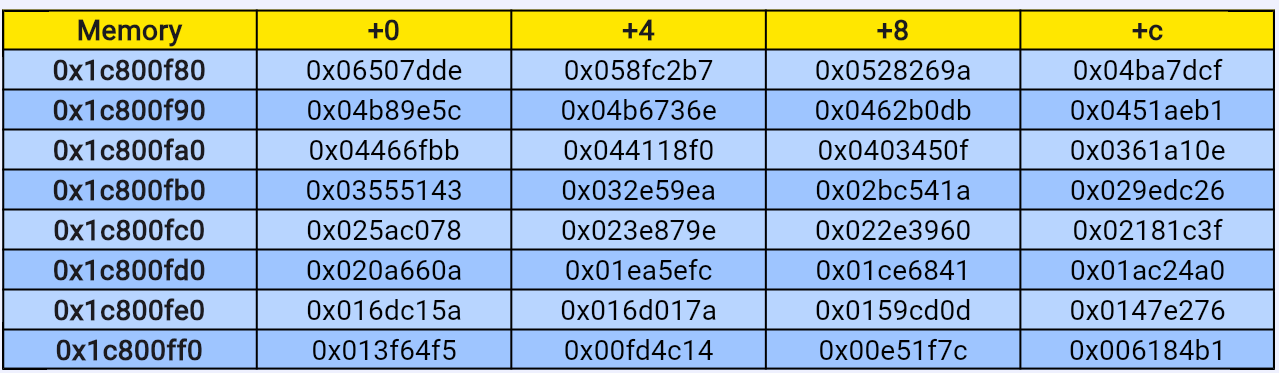 Memory +0 +4 +8 +c
0x1c800f80 0x06507dde 0x058fc2b7 0x0528269a 0x04ba7dcf
0x1c800f90 0x04b89e5c 0x04b6736e 0x0462b0db 0x0451aeb1
0x1c800fa0 0x04466fbb 0x044118f0 0x0403450f 0x0361a10e
0x1c800fb0 0x03555143 0x032e59ea 0x02bc541a 0x029edc26
0x1c800fc0 0x025ac078 0x023e879e 0x022e3960 0x02181c3f
0x1c800fd0 0x020a660a 0x01ea5efc 0x01ce6841 0x01ac24a0
0x1c800fe0 0x016dc15a 0x016d017a 0x0159cd0d 0x0147e276
0x1c800ff0 0x013f64f5 0x00fd4c14 0x00e51f7c 0x006184b1